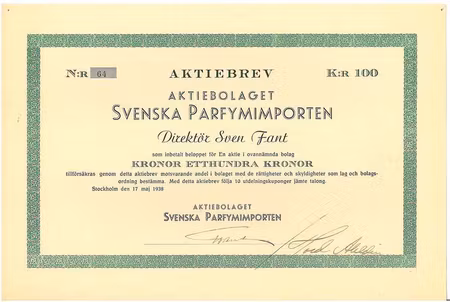 N:R 64 AKTIEBREV K:R 100
AKTIEBOLAGET
SVENSKA PARFYMIMPORTEN
Direktör Sven Fant
som inbetalt beloppet för En aktie i ovannämnda bolag
KRONOR ETTHUNDRA KRONOR
tillförsäkras genom detta aktiebrev motsvarande andel i bolaget med de rättigheter och skyldigheter som lag och bolags-
ordning bestämma. Med detta aktiebrev följa 10 utdelningskuponger jämte talong.
Stockholm den 17 maj 1938
AKTIEBOLAGET
SVENSKA PARFYMIMPORTEN